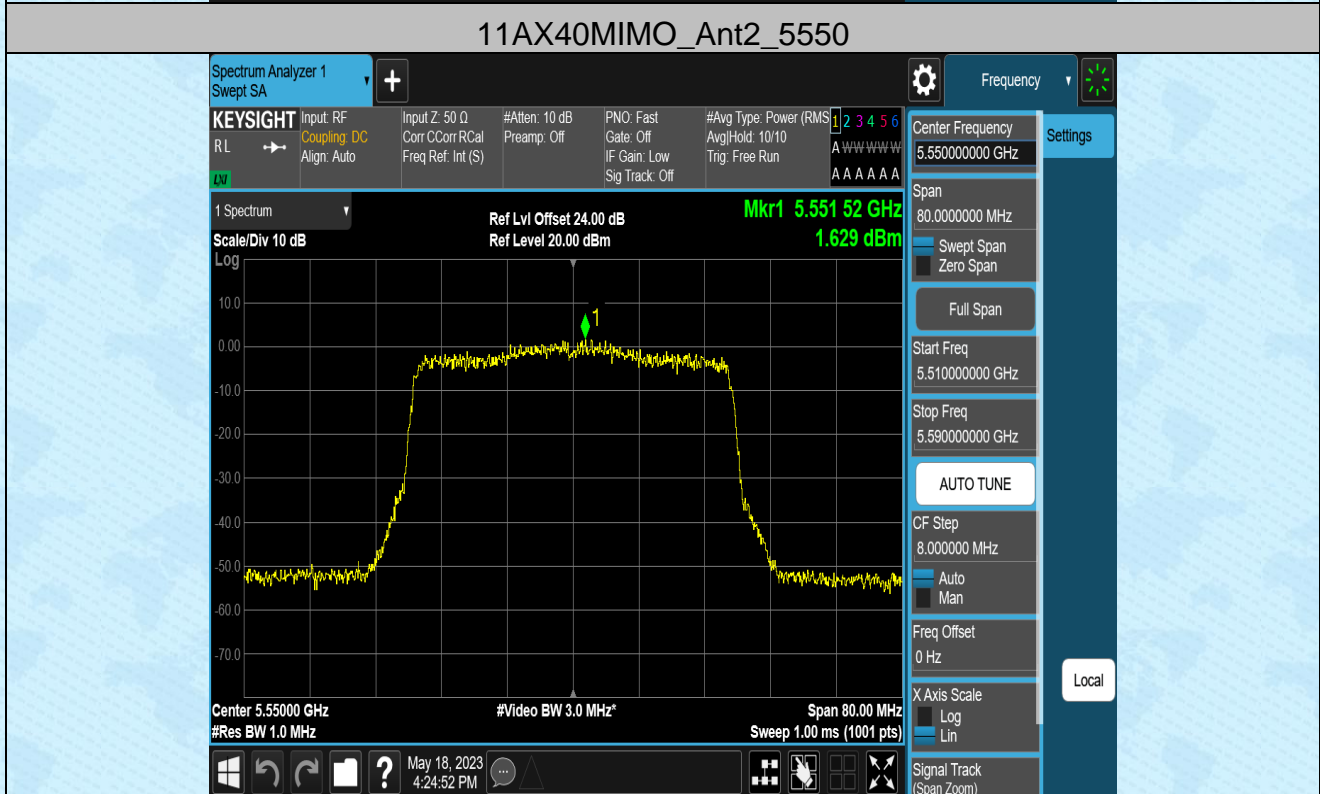 11AX40MIMO_Ant2_5550
Spectrum Analyzer 1
Swept SA
Frequency
KEYSIGHT
RL
LXI
Input: RF
Coupling: DC
Align: Auto
Input Z: 50 Ω
Corr CCorr RCal
Freq Ref: Int (S)
#Atten: 10 dB
Preamp: Off
PNO: Fast
Gate: Off
IF Gain: Low
Sig Track: Off
#Avg Type: Power (RMS
Avg|Hold: 10/10
Trig: Free Run
1 2 3 4 5 6
A W W W W W
A A A A A A
1 Spectrum
Scale/Div 10 dB
Log
Ref Lvl Offset 24.00 dB
Ref Level 20.00 dBm
Mkr1 5.551 52 GHz
1.629 dBm
10.0
0.00
-10.0
-20.0
-30.0
-40.0
-50.0
-60.0
-70.0
1
Center 5.55000 GHz
#Res BW 1.0 MHz
#Video BW 3.0 MHz*
Span 80.00 MHz
Sweep 1.00 ms (1001 pts)
Center Frequency
5.550000000 GHz
Settings
Span
80.0000000 MHz
Swept Span
Zero Span
Full Span
Start Freq
5.510000000 GHz
Stop Freq
5.590000000 GHz
AUTO TUNE
CF Step
8.000000 MHz
Auto
Man
Freq Offset
0 Hz
X Axis Scale
Log
Lin
Local
Signal Track
(Span Zoom)
?
May 18, 2023
4:24:52 PM